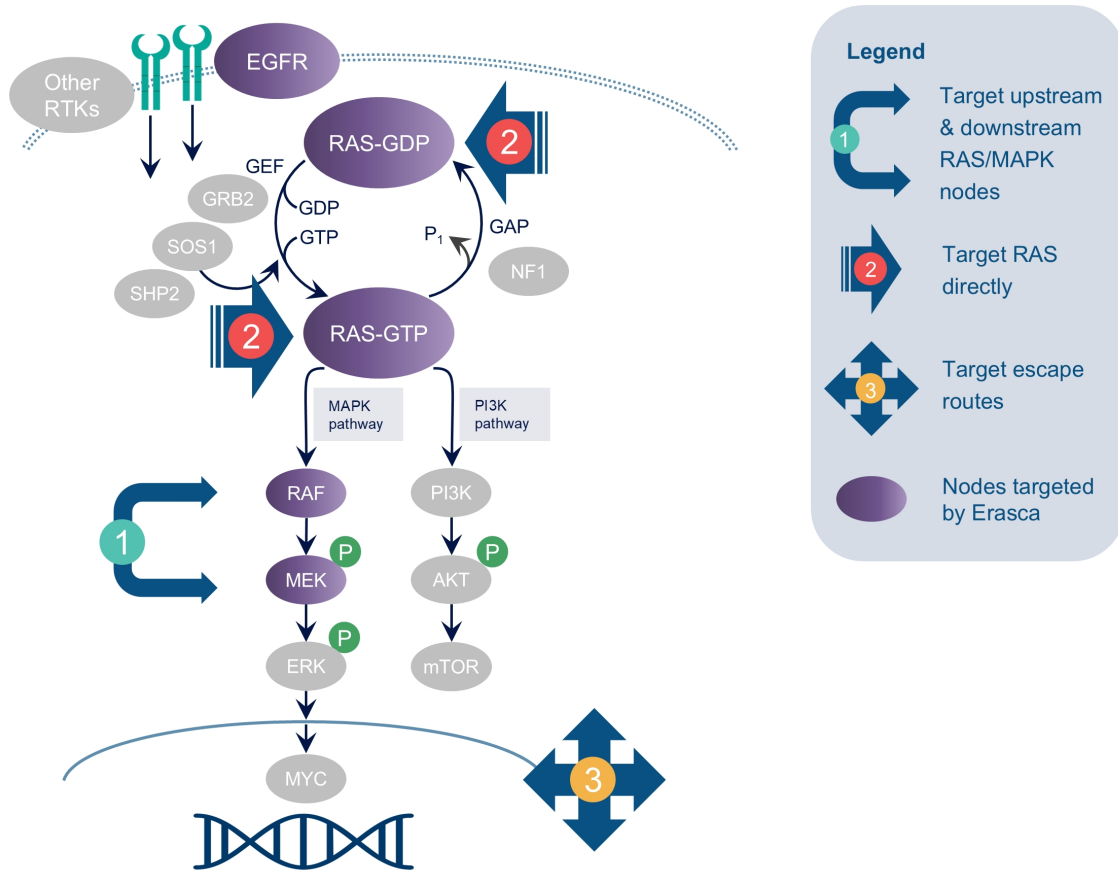 Other
RTKs
EGFR
RAS-GDP
2
GEF
GDP
GTP
GRB2
SOS1
SHP2
P1
GAP
NF1
2
RAS-GTP
MAPK
pathway
PI3K
pathway
1
RAF
PI3K
MEK
P
AKT
P
ERK
P
mTOR
MYC
3
Legend
1
Target upstream
& downstream
RAS/MAPK
nodes
2
Target RAS
directly
3
Target escape
routes
Nodes targeted
by Erasca